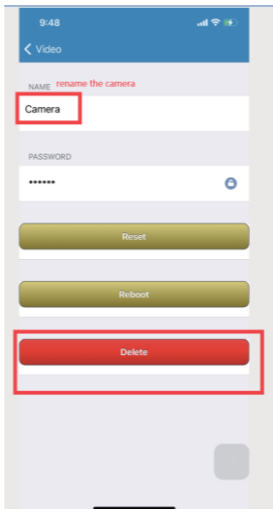 9:48
Video
NAME rename the camera
Camera
PASSWORD
••••••
Reset
Reboot
Delete